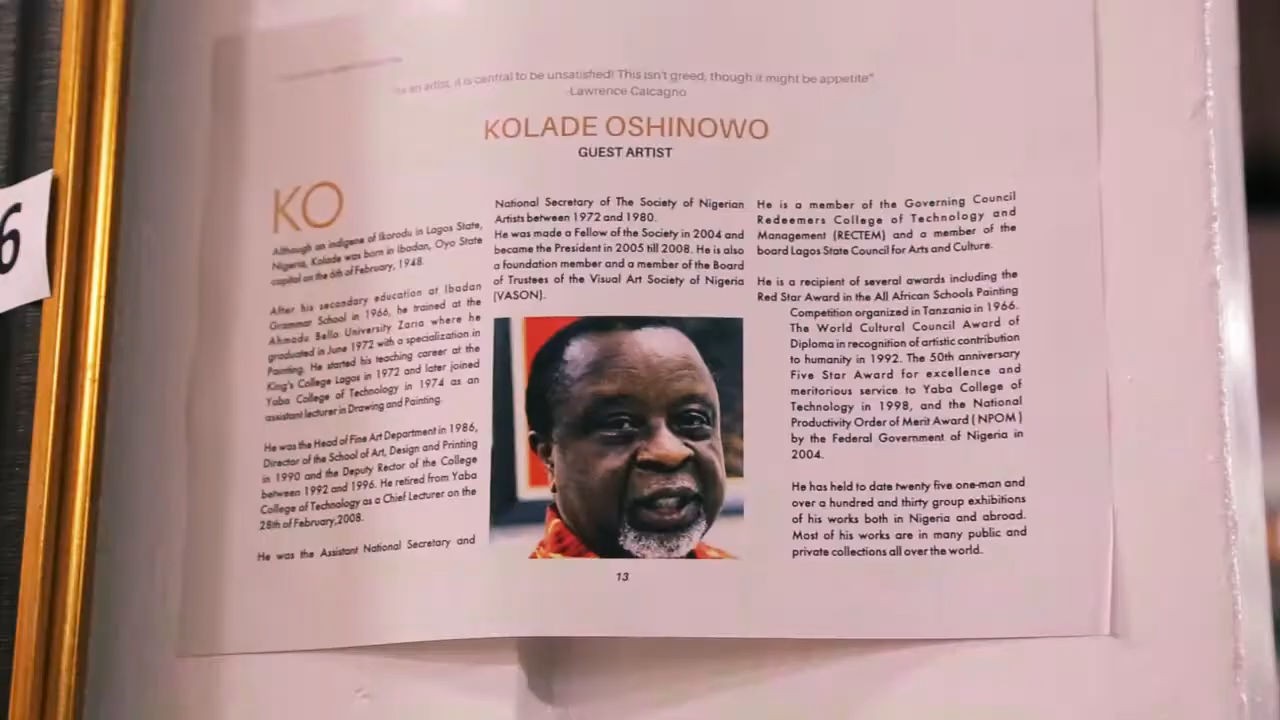 "As an artist, it is central to be unsatisfied! This isn't greed, though it might be appetite"
-Lawrence Calcagno
KOLADE OSHINOWO
GUEST ARTIST
6
KO
Although an indigene of Ikorodu in Lagos State,
Nigeria, Kolade was born in Ibadan, Oyo State
capital on the 6th of February, 1948.
After his secondary education at Ibadan
Grammar School in 1966, he trained at the
Ahmadu Bello University Zaria where he
graduated in June 1972 with a specialization in
Painting. He started his teaching career at the
King's College Lagos in 1972 and later joined
Yaba College of Technology in 1974 as an
assistant lecturer in Drawing and Painting.
He was the Head of Fine Art Department in 1986,
Director of the School of Art, Design and Printing
in 1990 and the Deputy Rector of the College
between 1992 and 1996. He retired from Yaba
College of Technology as a Chief Lecturer on the
28th of February,2008.
He was the Assistant National Secretary and
National Secretary of The Society of Nigerian
Artists between 1972 and 1980.
He was made a Fellow of the Society in 2004 and
became the President in 2005 till 2008. He is also
a foundation member and a member of the Board
of Trustees of the Visual Art Society of Nigeria
(VASON).
He is a member of the Governing Council
Redeemers College of Technology and
Management (RECTEM) and a member of the
board Lagos State Council for Arts and Culture.
He is a recipient of several awards including the
Red Star Award in the All African Schools Painting
Competition organized in Tanzania in 1966.
The World Cultural Council Award of
Diploma in recognition of artistic contribution
to humanity in 1992. The 50th anniversary
Five Star Award for excellence and
meritorious service to Yaba College of
Technology in 1998, and the National
Productivity Order of Merit Award ( NPOM )
by the Federal Government of Nigeria in
2004.
He has held to date twenty five one-man and
over a hundred and thirty group exhibitions
of his works both in Nigeria and abroad.
Most of his works are in many public and
private collections all over the world.
13